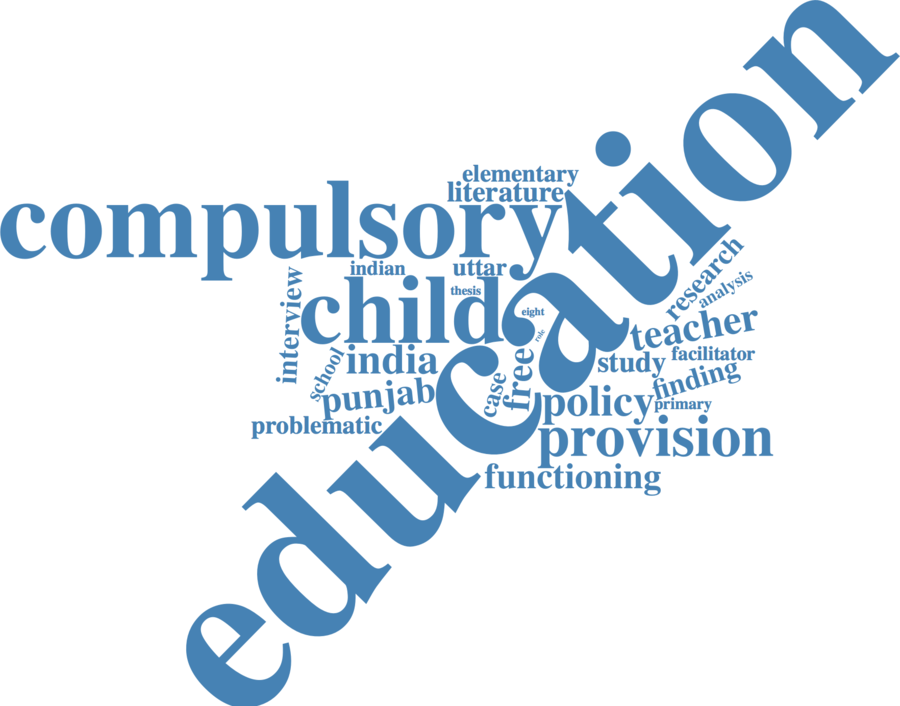 education
elementary
literature
compulsory
indian
uttar
thesis
child
eight
role
interview
research
analysis
teacher
school
india
study
facilitator
punjab
case
free
finding
policy
primary
problematic
provision
functioning